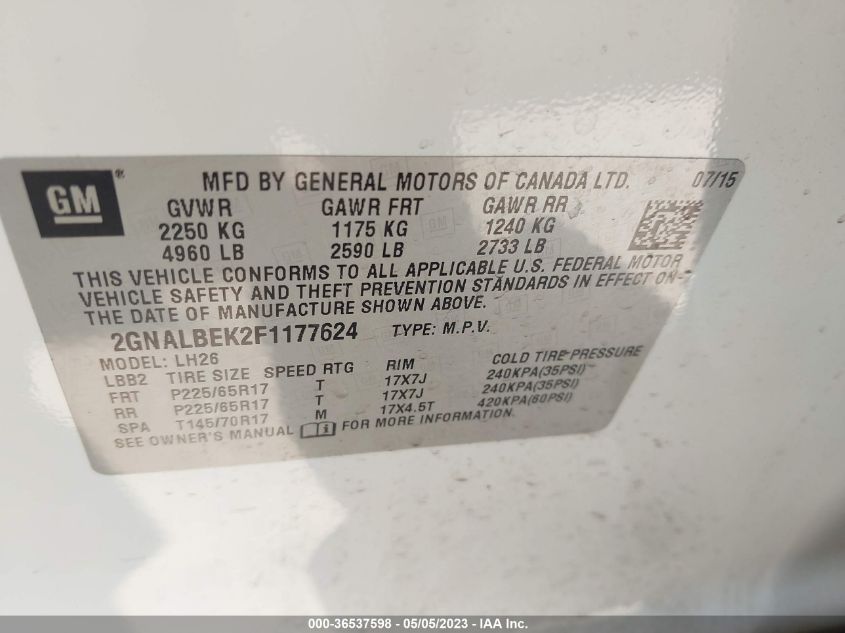 GM® MFD BY GENERAL MOTORS OF CANADA LTD. 07/15
GVWR GAWR FRT GAWR RR
2250 KG 1175 KG 1240 KG
4960 LB 2590 LB 2733 LB
THIS VEHICLE CONFORMS TO ALL APPLICABLE U.S. FEDERAL MOTOR
VEHICLE SAFETY AND THEFT PREVENTION STANDARDS IN EFFECT ON
THE DATE OF MANUFACTURE SHOWN ABOVE.
2GNALBEK2F1177624 TYPE: M.P.V.
MODEL: LH26
LBB2 TIRE SIZE SPEED RTG RIM COLD TIRE PRESSURE
FRT P225/65R17 T 17X7J 240KPA(35PSI)
RR P225/65R17 T 17X7J 240KPA(35PSI)
SPA T145/70R17 M 17X4.5T 420KPA(60PSI)
SEE OWNER'S MANUAL i FOR MORE INFORMATION.
000-36537598 - 05/05/2023 - IAA Inc.